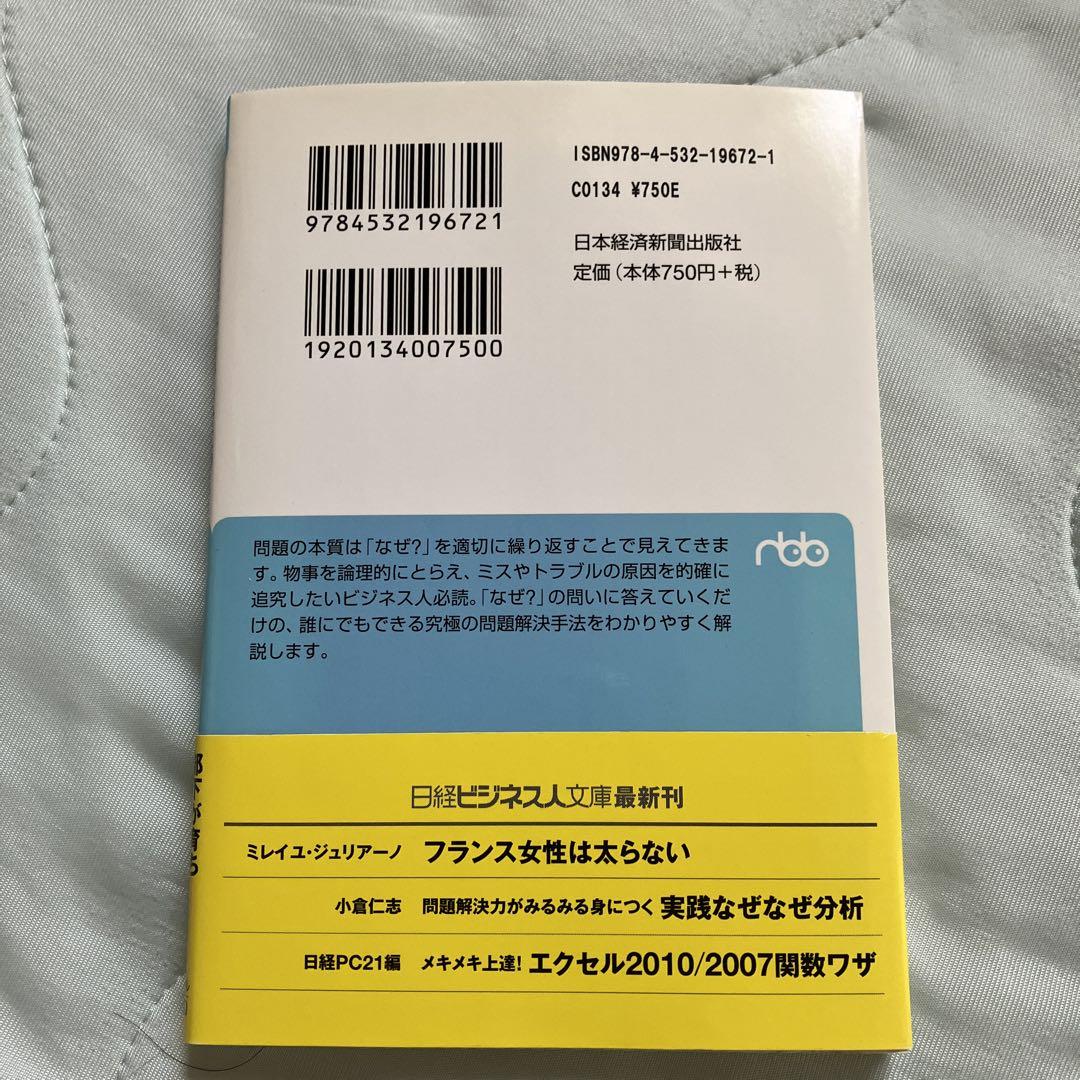 9784532196721
1920134007500
ISBN978-4-532-19672-1
C0134 ¥750E
日本経済新聞出版社
定価(本体750円+税)
問題の本質は「なぜ?」を適切に繰り返すことで見えてきま
す。物事を論理的にとらえ、ミスやトラブルの原因を的確に
追究したいビジネス人必読。「なぜ?」の問いに答えていくだ
けの、誰にでもできる究極の問題解決手法をわかりやすく解
説します。
nbb
日経ビジネス人文庫最新刊
ミレイユ・ジュリアーノ フランス女性は太らない
小倉仁志 問題解決力がみるみる身につく 実践なぜなぜ分析
日経PC21編 メキメキ上達! エクセル2010/2007関数ワザ